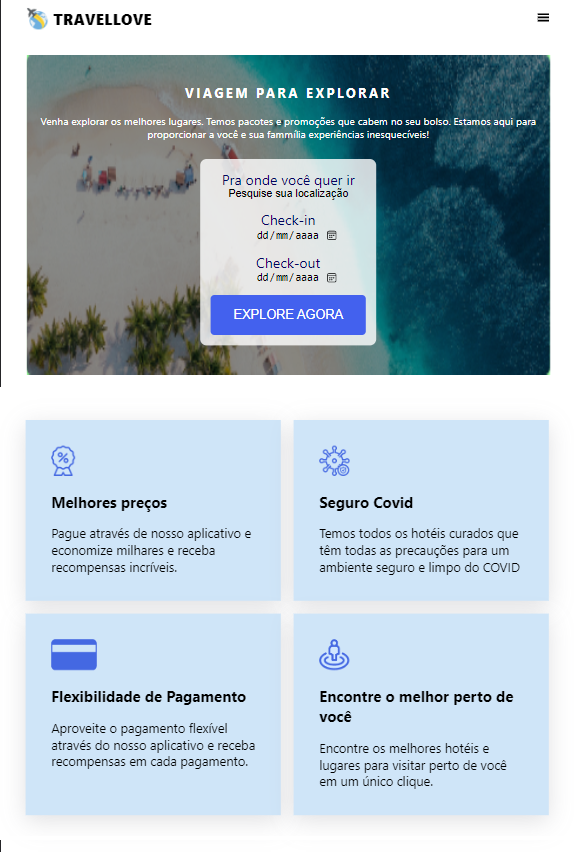 TRAVELLOVE
VIAGEM PARA EXPLORAR
Venha explorar os melhores lugares. Temos pacotes e promoções que cabem no seu bolso. Estamos aqui para
proporcionar a você e sua fammília experiências inesquecíveis!
Pra onde você quer ir
Pesquise sua localização
Check-in
dd/mm/aaaa
Check-out
dd/mm/aaaa
EXPLORE AGORA
%
Melhores preços
Pague através de nosso aplicativo e
economize milhares e receba
recompensas incríveis.
Seguro Covid
Temos todos os hotéis curados que
têm todas as precauções para um
ambiente seguro e limpo do COVID
Flexibilidade de Pagamento
Aproveite o pagamento flexível
através do nosso aplicativo e receba
recompensas em cada pagamento.
Encontre o melhor perto de
você
Encontre os melhores hotéis e
lugares para visitar perto de você
em um único clique.